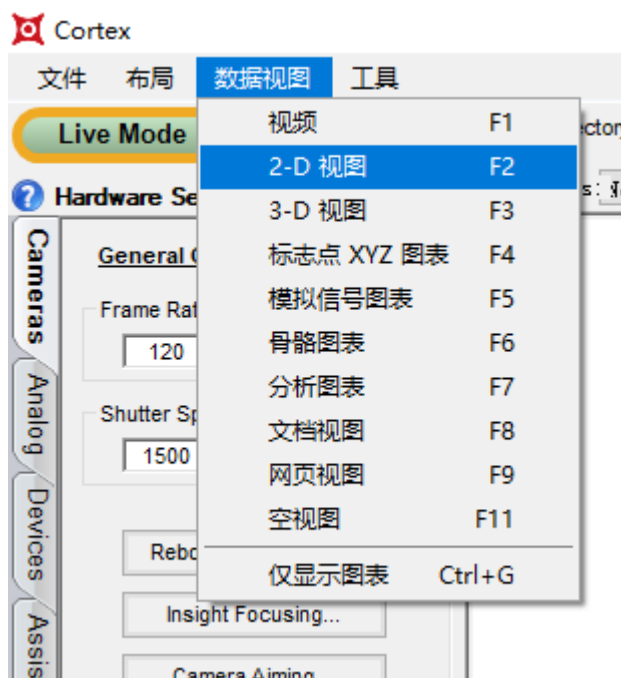 Cortex
文件 布局 数据视图 工具
Live Mode
视频 F1
2-D 视图 F2
3-D 视图 F3
标志点 XYZ 图表 F4
模拟信号图表 F5
骨骼图表 F6
分析图表 F7
文档视图 F8
网页视图 F9
空视图 F11
仅显示图表 Ctrl+G
Hardware
Cameras
Analog
Devices
General
Frame
120
Shutter
1500
Insight Focusing...
Camera Aiming